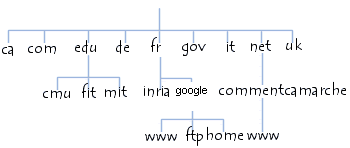 ca com edu de fr gov it net uk
cmu fit mit inria google commentcamarche
www ftp home www